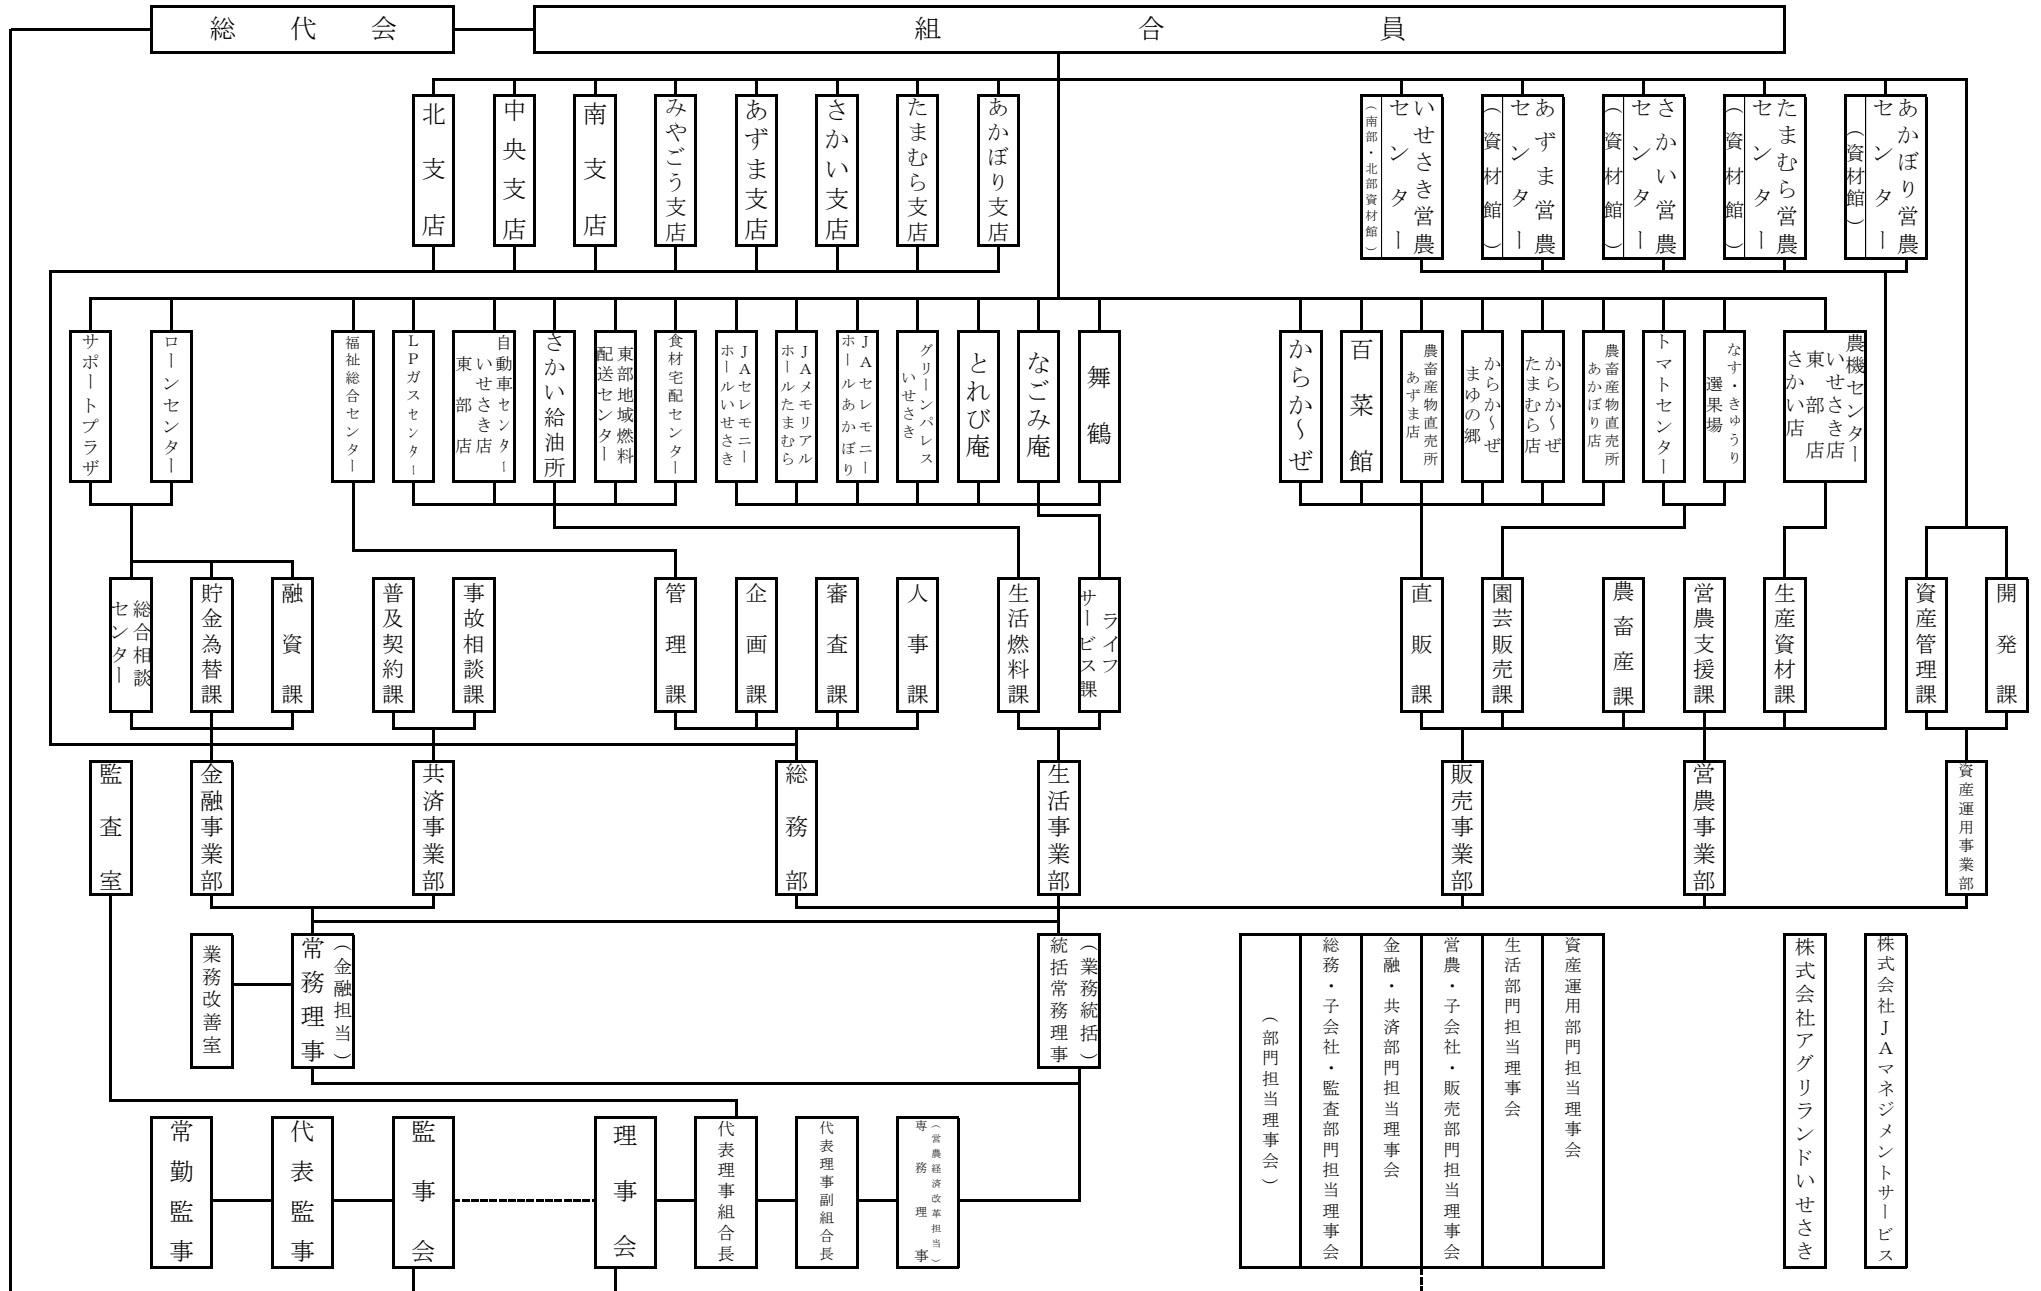 総代会
組合員
北支店
中央支店
南支店
みやごう支店
あずま支店
さかい支店
たまむら支店
あかぼり支店
いせさき営農
センター
（南部・北部資材館）
あずま営農
センター
（資材館）
さかい営農
センター
（資材館）
たまむら営農
センター
（資材館）
あかぼり営農
センター
（資材館）
サポートプラザ
ローンセンター
福祉総合センター
LPガスセンター
自動車センター
いせさき店
東部店
さかい給油所
東部地域燃料
配送センター
食材宅配センター
JAセレモニー
ホールいせさき
JAメモリアル
ホールたまむら
JAセレモニー
ホールあかぼり
グリーンパレス
いせさき
とれび庵
なごみ庵
舞鶴
からか〜ぜ
百菜館
農畜産物直売所
あずま店
からか〜ぜ
まゆの郷
からか〜ぜ
たまむら店
農畜産物直売所
あかぼり店
トマトセンター
なす・きゅうり
選果場
農機センター
いせさき店
東部店
さかい店
総合相談
センター
貯金為替課
融資課
普及契約課
事故相談課
管理課
企画課
審査課
人事課
生活燃料課
ライフ
サービス課
直販課
園芸販売課
農畜産課
営農支援課
生産資材課
資産管理課
開発課
監査室
金融事業部
共済事業部
総務部
生活事業部
販売事業部
営農事業部
資産運用事業部
業務改善室
（金融担当）
常務理事
（業務統括）
統括常務理事
（部門担当理事会）
総務・子会社・監査部門担当理事会
金融・共済部門担当理事会
営農・子会社・販売部門担当理事会
生活部門担当理事会
資産運用部門担当理事会
株式会社アグリランドいせさき
株式会社JAマネジメントサービス
常勤監事
代表監事
監事会
理事会
代表理事組合長
代表理事副組合長
（営農経済改革担当）
専務理事